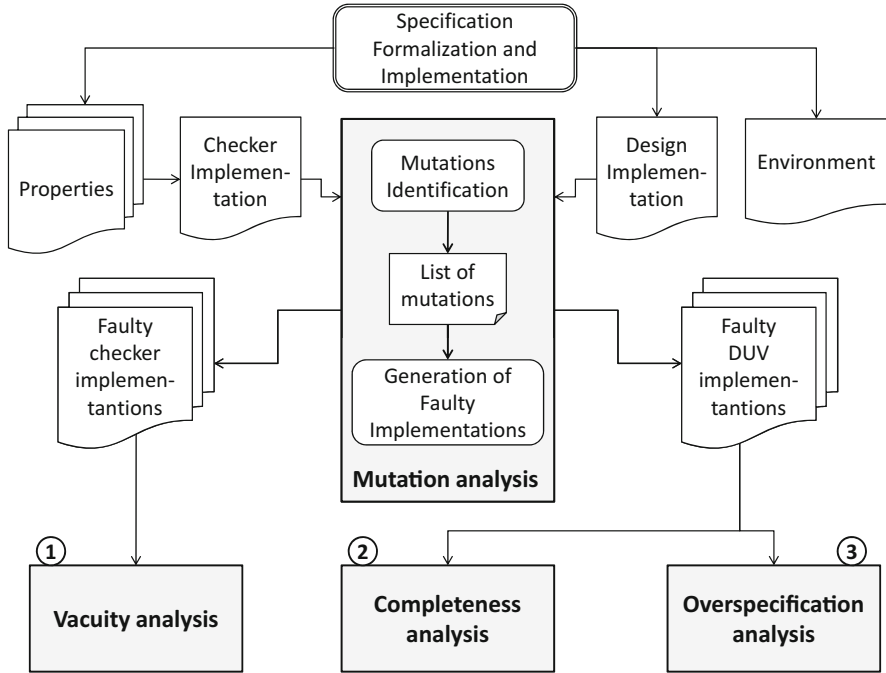 Specification
Formalization and
Implementation
Properties
Checker
Implemen-
tation
Mutations
Identification
List of
mutations
Generation of
Faulty
Implementations
Mutation analysis
Design
Implemen-
tation
Environment
Faulty
checker
implemen-
tantions
Faulty
DUV
implemen-
tantions
1
Vacuity analysis
2
Completeness
analysis
3
Overspecification
analysis